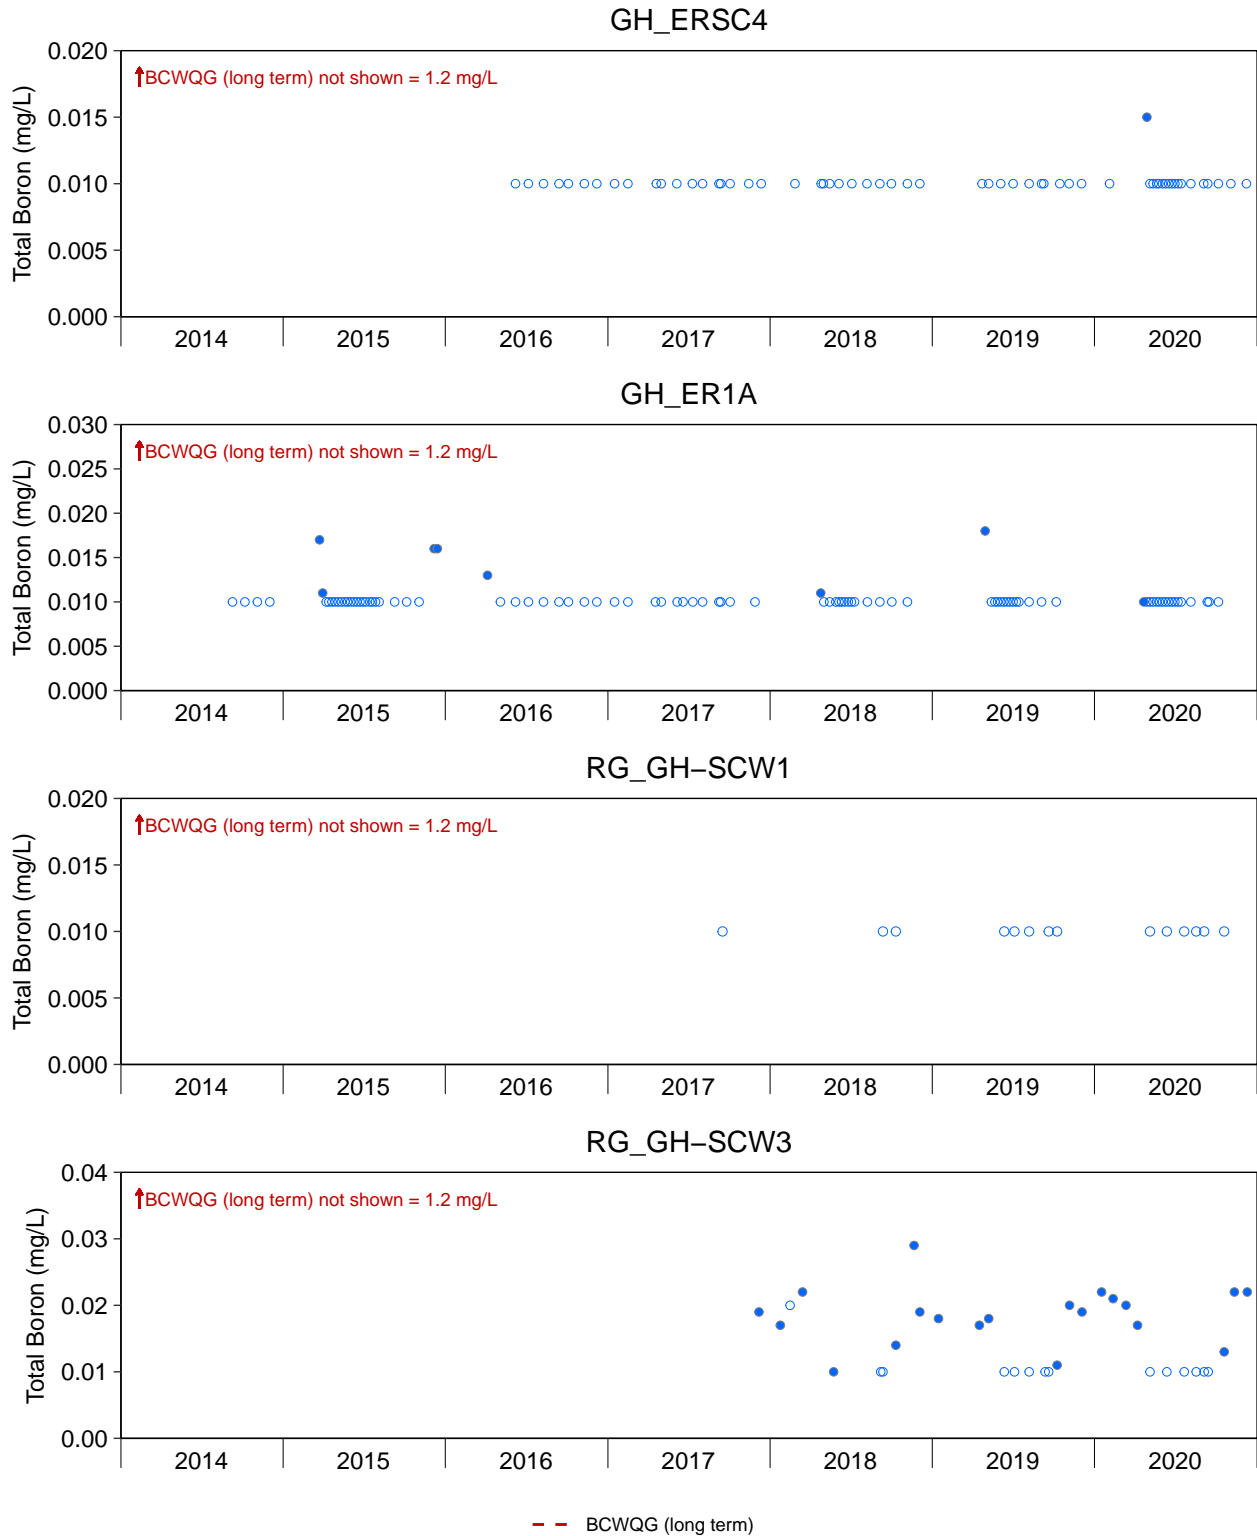 GH_ERSC4
Total Boron (mg/L)
0.020
0.015
0.010
0.005
0.000
↑BCWQG (long term) not shown = 1.2 mg/L
2014 2015 2016 2017 2018 2019 2020
GH_ER1A
Total Boron (mg/L)
0.030
0.025
0.020
0.015
0.010
0.005
0.000
↑BCWQG (long term) not shown = 1.2 mg/L
2014 2015 2016 2017 2018 2019 2020
RG_GH−SCW1
Total Boron (mg/L)
0.020
0.015
0.010
0.005
0.000
↑BCWQG (long term) not shown = 1.2 mg/L
2014 2015 2016 2017 2018 2019 2020
RG_GH−SCW3
Total Boron (mg/L)
0.04
0.03
0.02
0.01
0.00
↑BCWQG (long term) not shown = 1.2 mg/L
2014 2015 2016 2017 2018 2019 2020
BCWQG (long term)